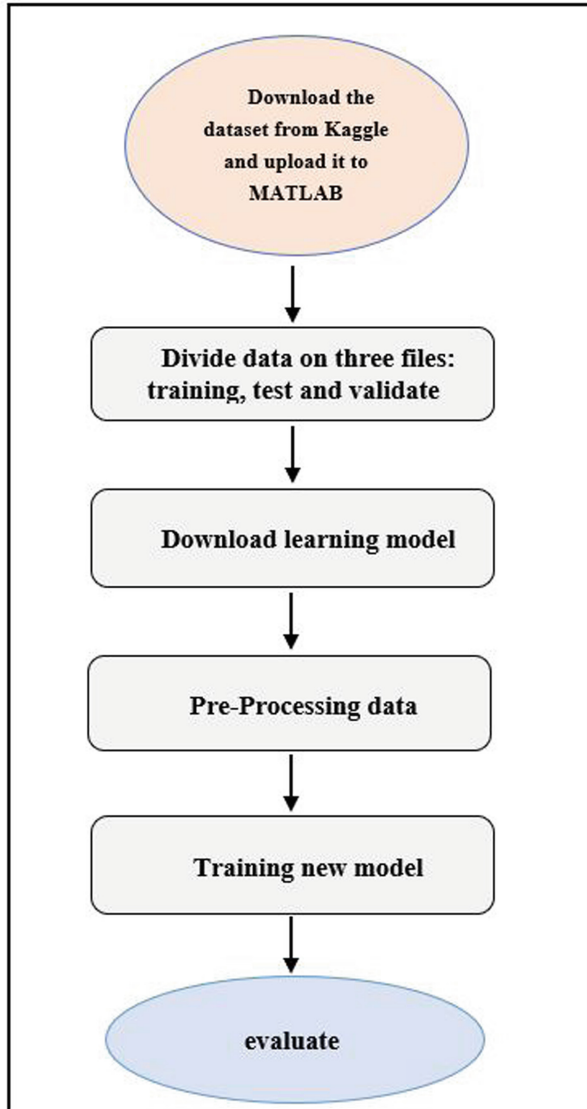 Download the
dataset from Kaggle
and upload it to
MATLAB
Divide data on three files:
training, test and validate
Download learning model
Pre-Processing data
Training new model
evaluate